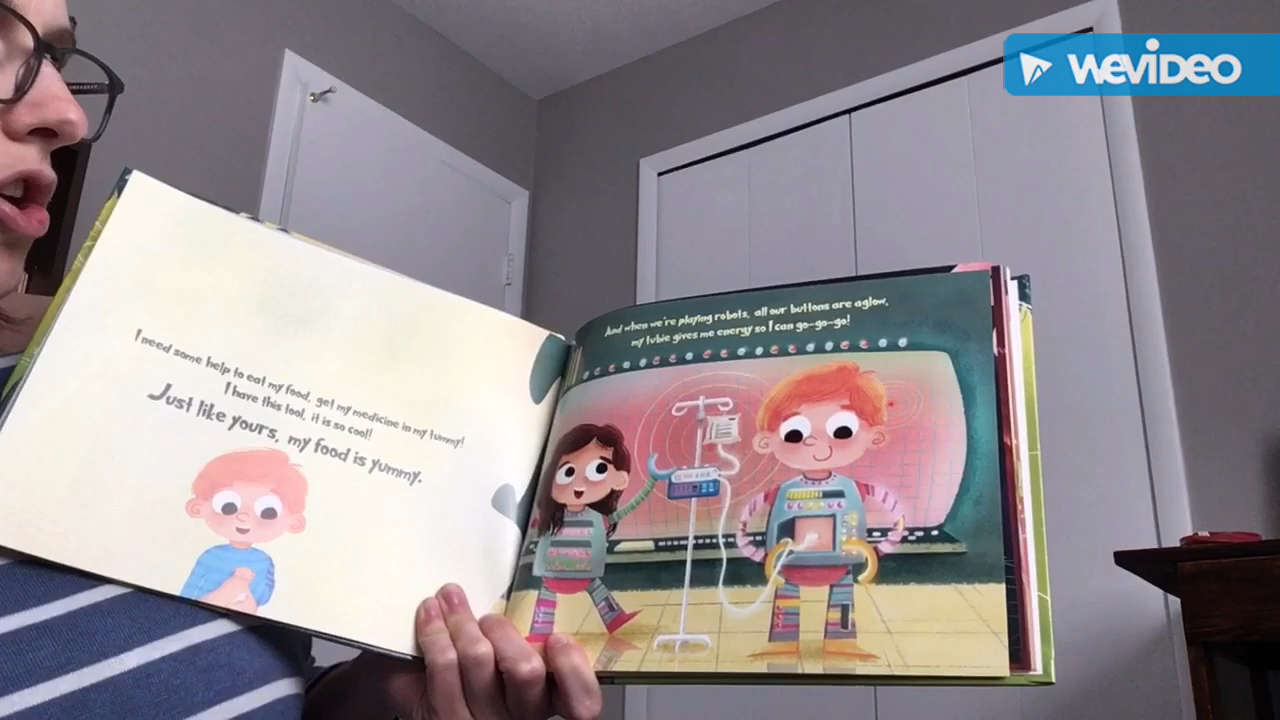 WEVIDEO
I need some help to eat my food, get my medicine in my tummy!
I have this tool, it is so cool!
Just like yours, my food is yummy.
And when we're playing robots, all our buttons are aglow,
my tubie gives me energy so I can go-go-go!